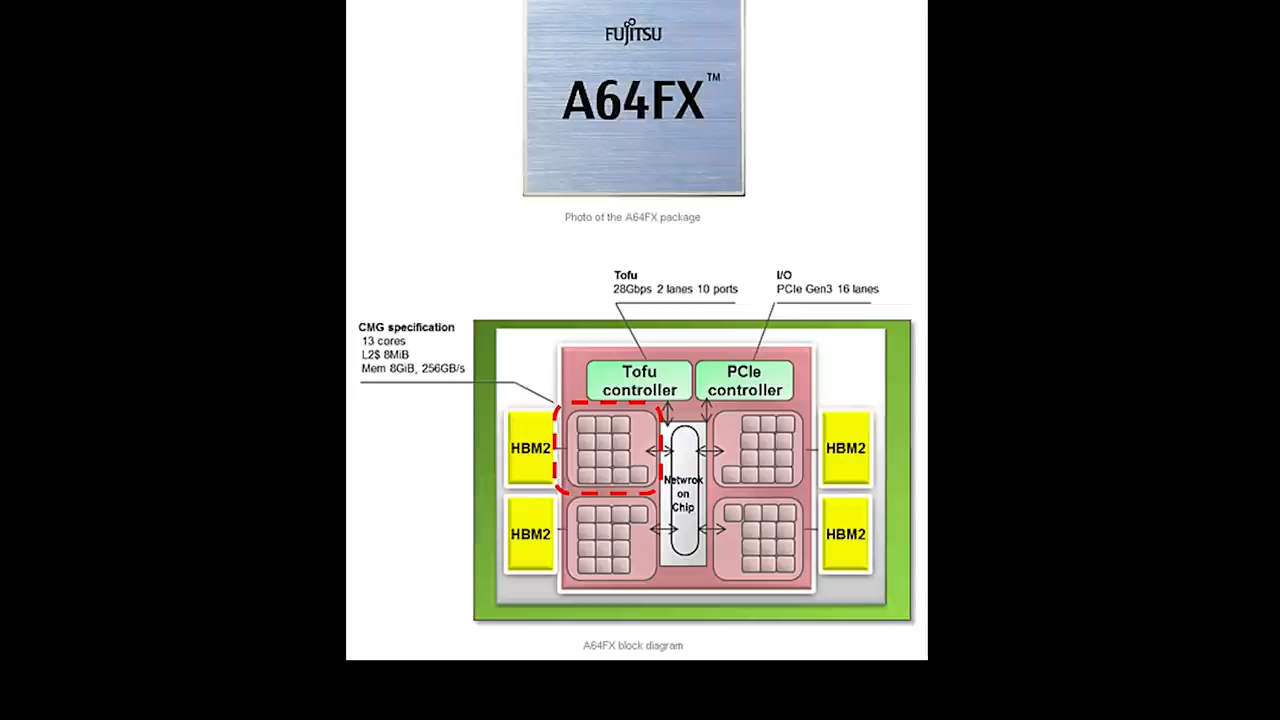 FUJITSU
A64FX™
Photo of the A64FX package
Tofu
28Gbps 2 lanes 10 ports
I/O
PCIe Gen3 16 lanes
CMG specification
13 cores
L2$ 8MiB
Mem 8GiB, 256GB/s
Tofu
controller
PCIe
controller
HBM2
HBM2
Netwrok
on
Chip
HBM2
HBM2
A64FX block diagram